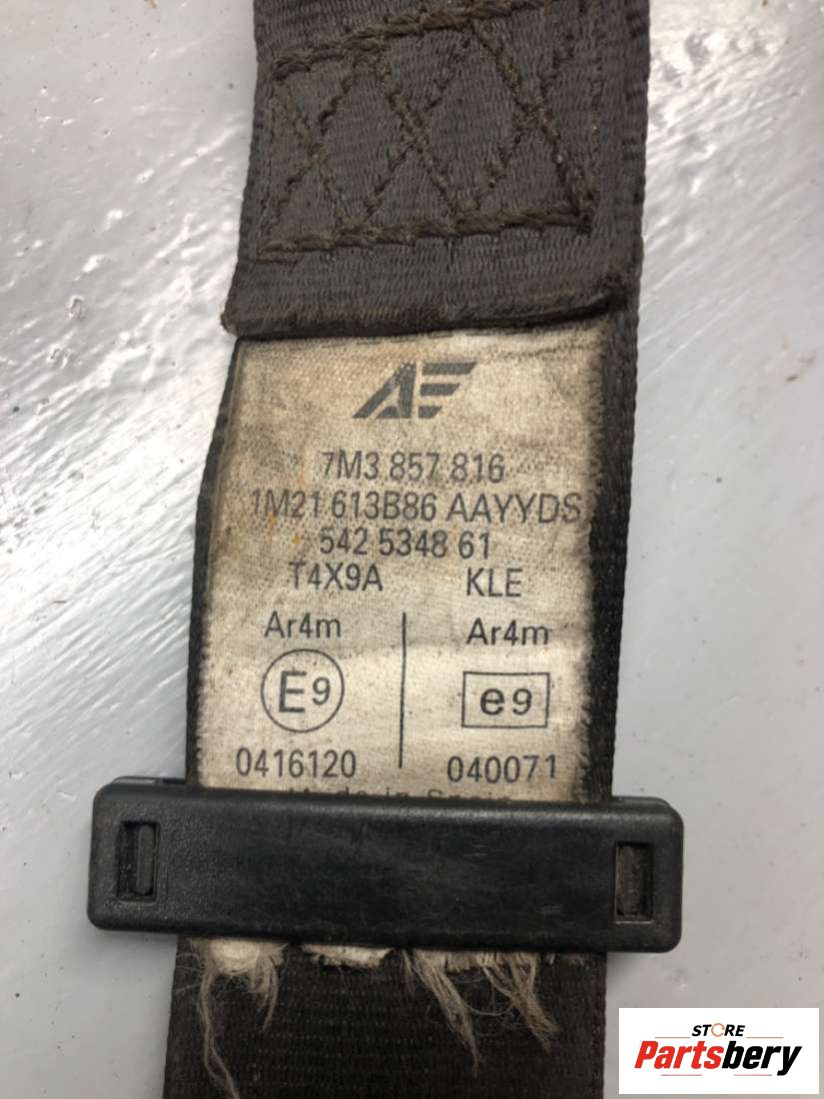 AE
7M3 857 816
1M21 613B86 AAYYDS
542 5348 61
T4X9A KLE
Ar4m Ar4m
E9 e9
0416120 040071
STORE
Partsbery